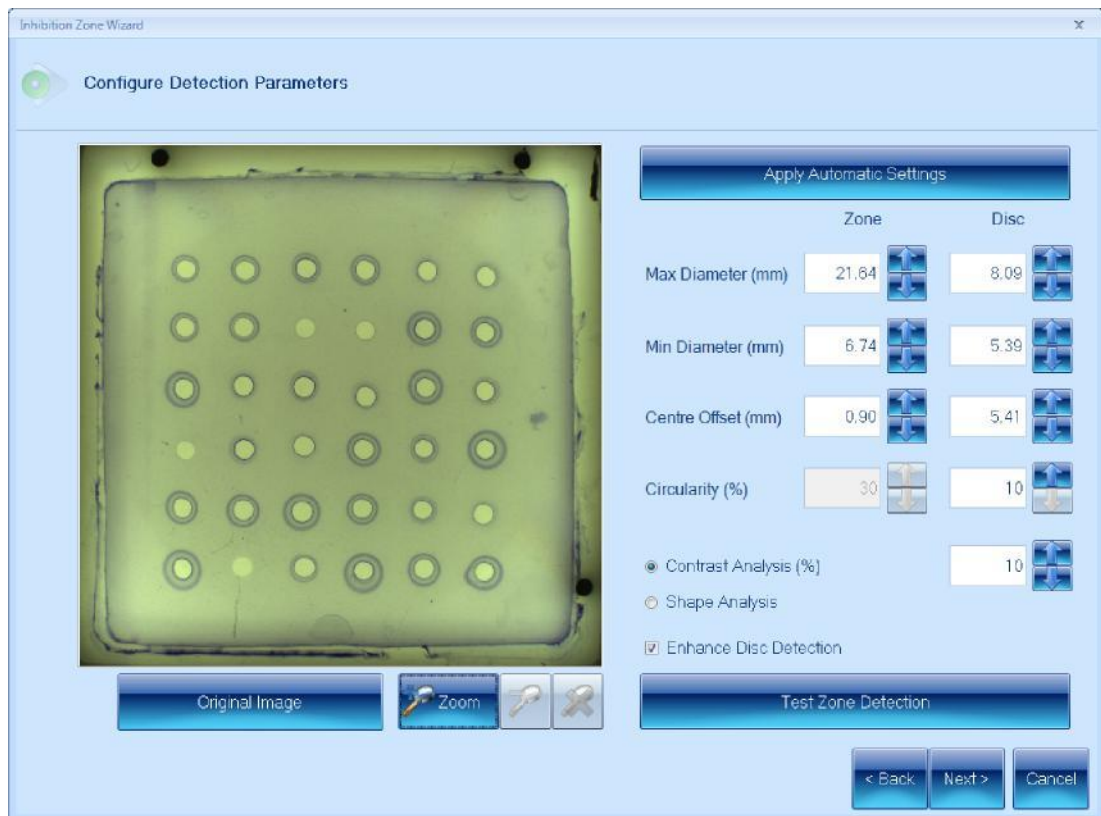 Inhibition Zone Wizard x
Configure Detection Parameters
Apply Automatic Settings
Zone Disc
Max Diameter (mm) 21.64 8.09
Min Diameter (mm) 6.74 5.39
Centre Offset (mm) 0.90 5.41
Circularity (%) 30 10
Contrast Analysis (%) 10
Shape Analysis
Enhance Disc Detection
Original Image Zoom Test Zone Detection
< Back Next > Cancel